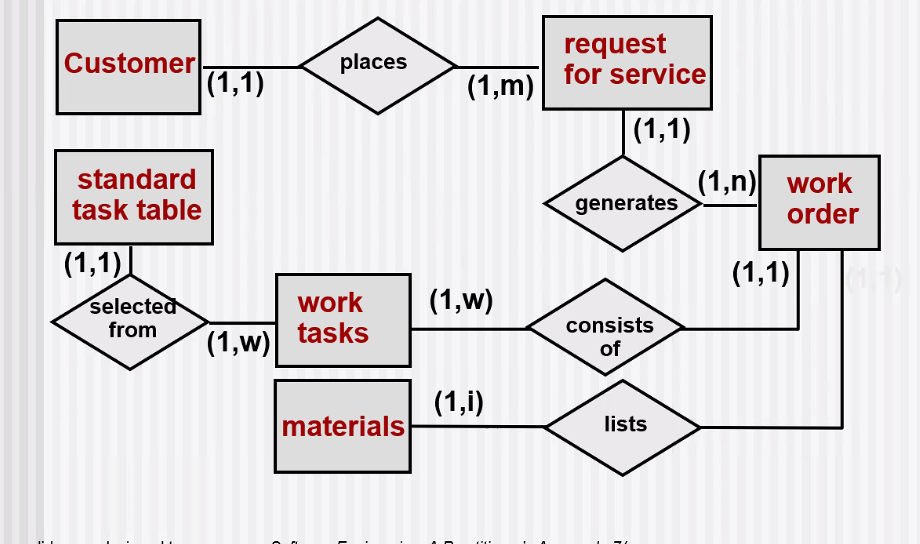 Customer
(1,1)
places
(1,m)
request
for service
(1,1)
standard
task table
generates
(1,n)
work
order
(1,1)
(1,1)
(1,1)
selected
from
(1,w)
work
tasks
(1,w)
consists
of
materials
(1,i)
lists